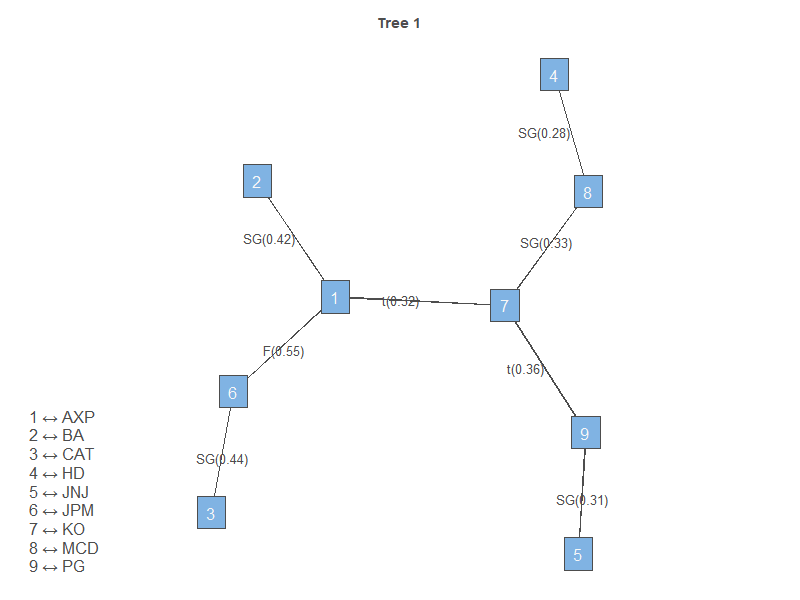 Tree 1
4
SG(0.28)
2
8
SG(0.42)
SG(0.33)
1
t(0.32)
7
F(0.55)
t(0.36)
6
9
SG(0.44)
SG(0.31)
3
5
1 ↔ AXP
2 ↔ BA
3 ↔ CAT
4 ↔ HD
5 ↔ JNJ
6 ↔ JPM
7 ↔ KO
8 ↔ MCD
9 ↔ PG